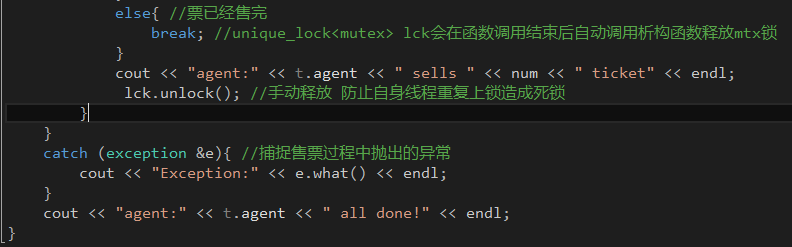 else{ //票已经售完
break; //unique_lock<mutex> lck会在函数调用结束后自动调用析构函数释放mtx锁
}
cout << "agent:" << t.agent << " sells " << num << " ticket" << endl;
lck.unlock(); //手动释放 防止自身线程重复上锁造成死锁
}
}
catch (exception &e){ //捕捉售票过程中抛出的异常
cout << "Exception:" << e.what() << endl;
}
cout << "agent:" << t.agent << " all done!" << endl;
}